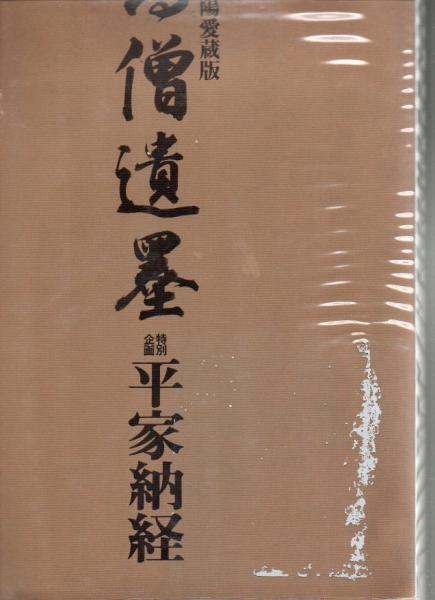 陽愛蔵版
僧遺墨
特別
企画
平家納経